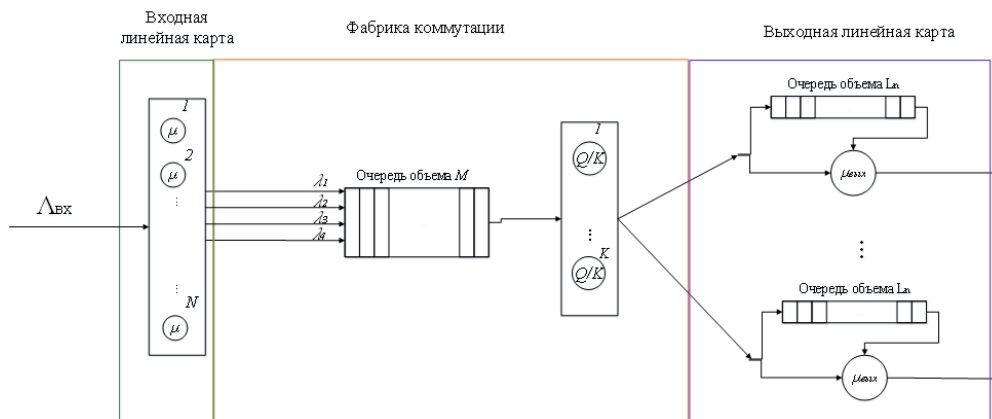 Входная
линейная карта
Фабрика коммутации
Выходная линейная карта
Λвх
1
μ
2
μ
...
...
N
μ
λ1
λ2
λ3
λ4
Очередь объема M
1
Q/K
...
K
Q/K
Очередь объема Ln
μвых
...
Очередь объема Ln
μвых